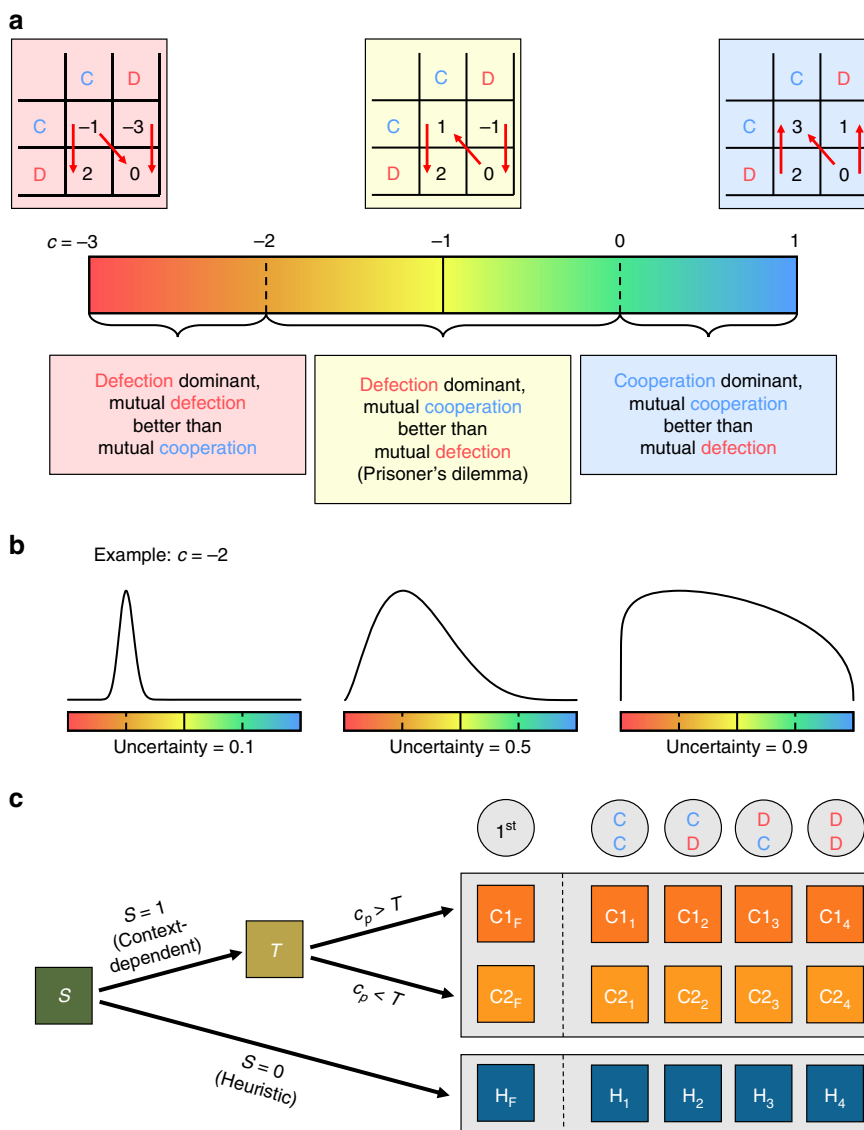 a
C D
C –1 –3
D 2 0
C D
C 1 –1
D 2 0
C D
C 3 1
D 2 0
c = –3 –2 –1 0 1
Defection dominant,
mutual defection
better than
mutual cooperation
Defection dominant,
mutual cooperation
better than
mutual defection
(Prisoner's dilemma)
Cooperation dominant,
mutual cooperation
better than
mutual defection
b
Example: c = –2
Uncertainty = 0.1
Uncertainty = 0.5
Uncertainty = 0.9
c
1st
C
C
C
D
D
C
D
D
S = 1
(Context-
dependent)
T
cp > T
cp < T
S
S = 0
(Heuristic)
C1F C11 C12 C13 C14
C2F C21 C22 C23 C24
HF H1 H2 H3 H4